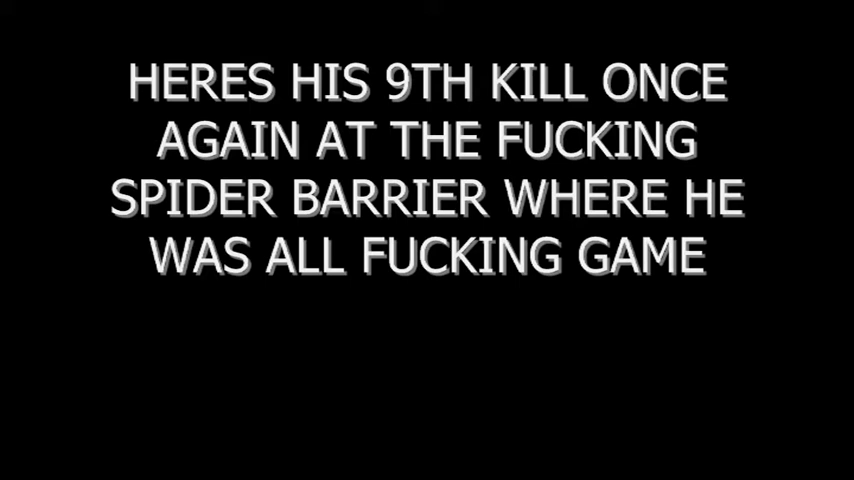 HERES HIS 9TH KILL ONCE
AGAIN AT THE FUCKING
SPIDER BARRIER WHERE HE
WAS ALL FUCKING GAME